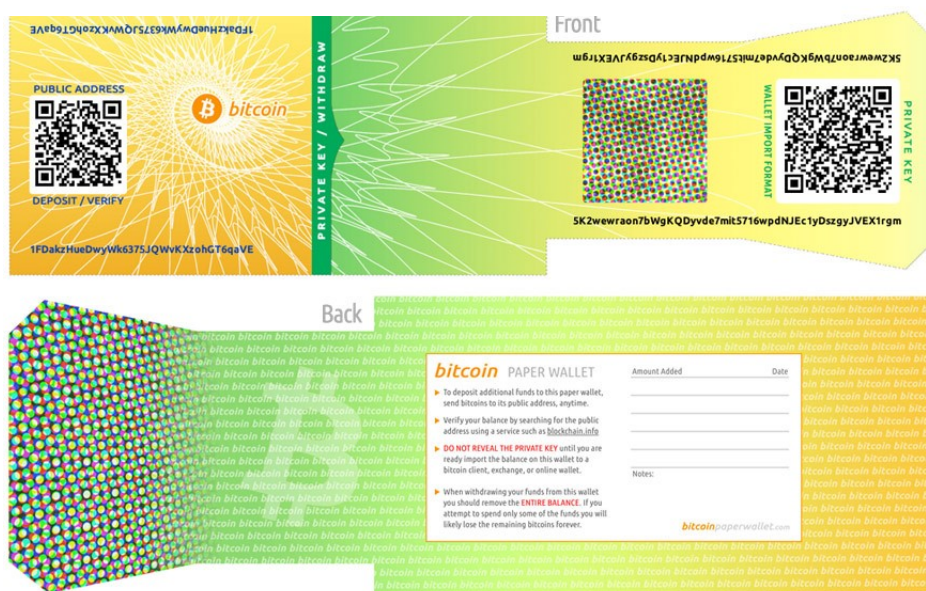 1FDakzHueDwyWk6375JQWvKXzohGT6qaVE
PUBLIC ADDRESS
bitcoin
DEPOSIT / VERIFY
1FDakzHueDwyWk6375JQWvKXzohGT6qaVE
PRIVATE KEY / WITHDRAW
Front
5K2wewraon7bWgKQDyvde7mitS716wpdNJEc1yDszgyJVEX1rgm
WALLET IMPORT FORMAT
PRIVATE KEY
5K2wewraon7bWgKQDyvde7mitS716wpdNJEc1yDszgyJVEX1rgm
Back
bitcoin PAPER WALLET
To deposit additional funds to this paper wallet,
send bitcoins to its public address, anytime.
Verify your balance by searching for the public
address using a service such as blockchain.info
DO NOT REVEAL THE PRIVATE KEY until you are
ready import the balance on this wallet to a
bitcoin client, exchange, or online wallet.
When withdrawing your funds from this wallet
you should remove the ENTIRE BALANCE. If you
attempt to spend only some of the funds you will
likely lose the remaining bitcoins forever.
Amount Added Date
Notes:
bitcoinpaperwallet.com